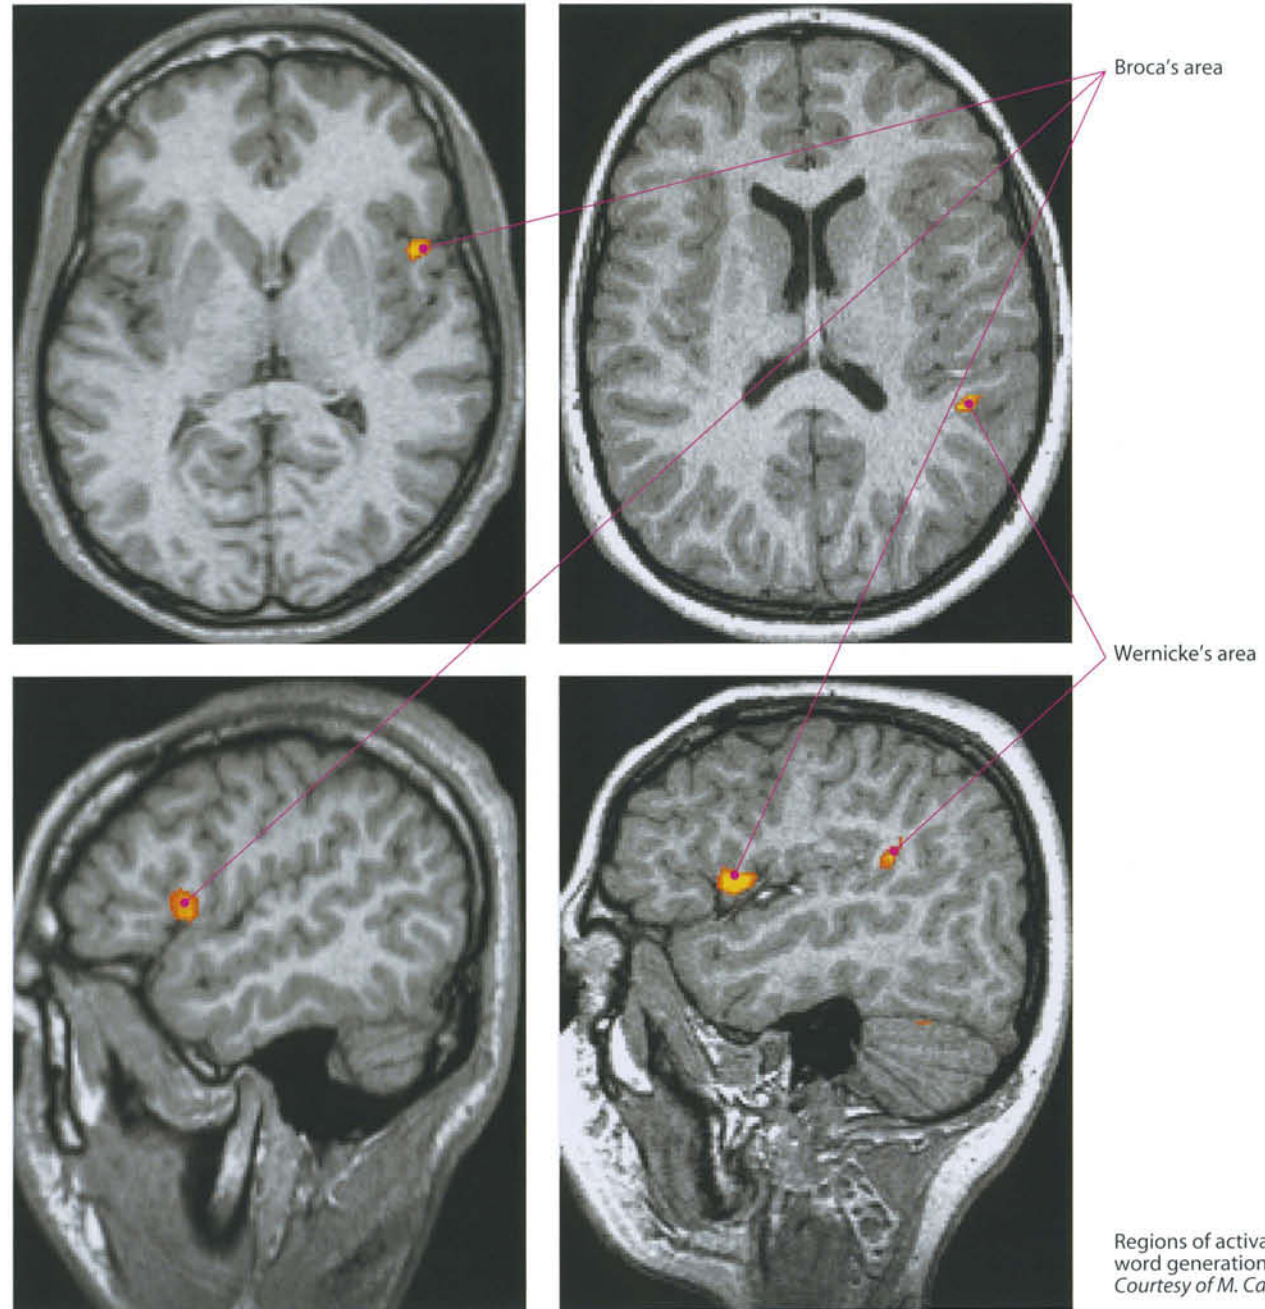 Broca's area
Wernicke's area
Regions of activa
word generation
Courtesy of M. Ca